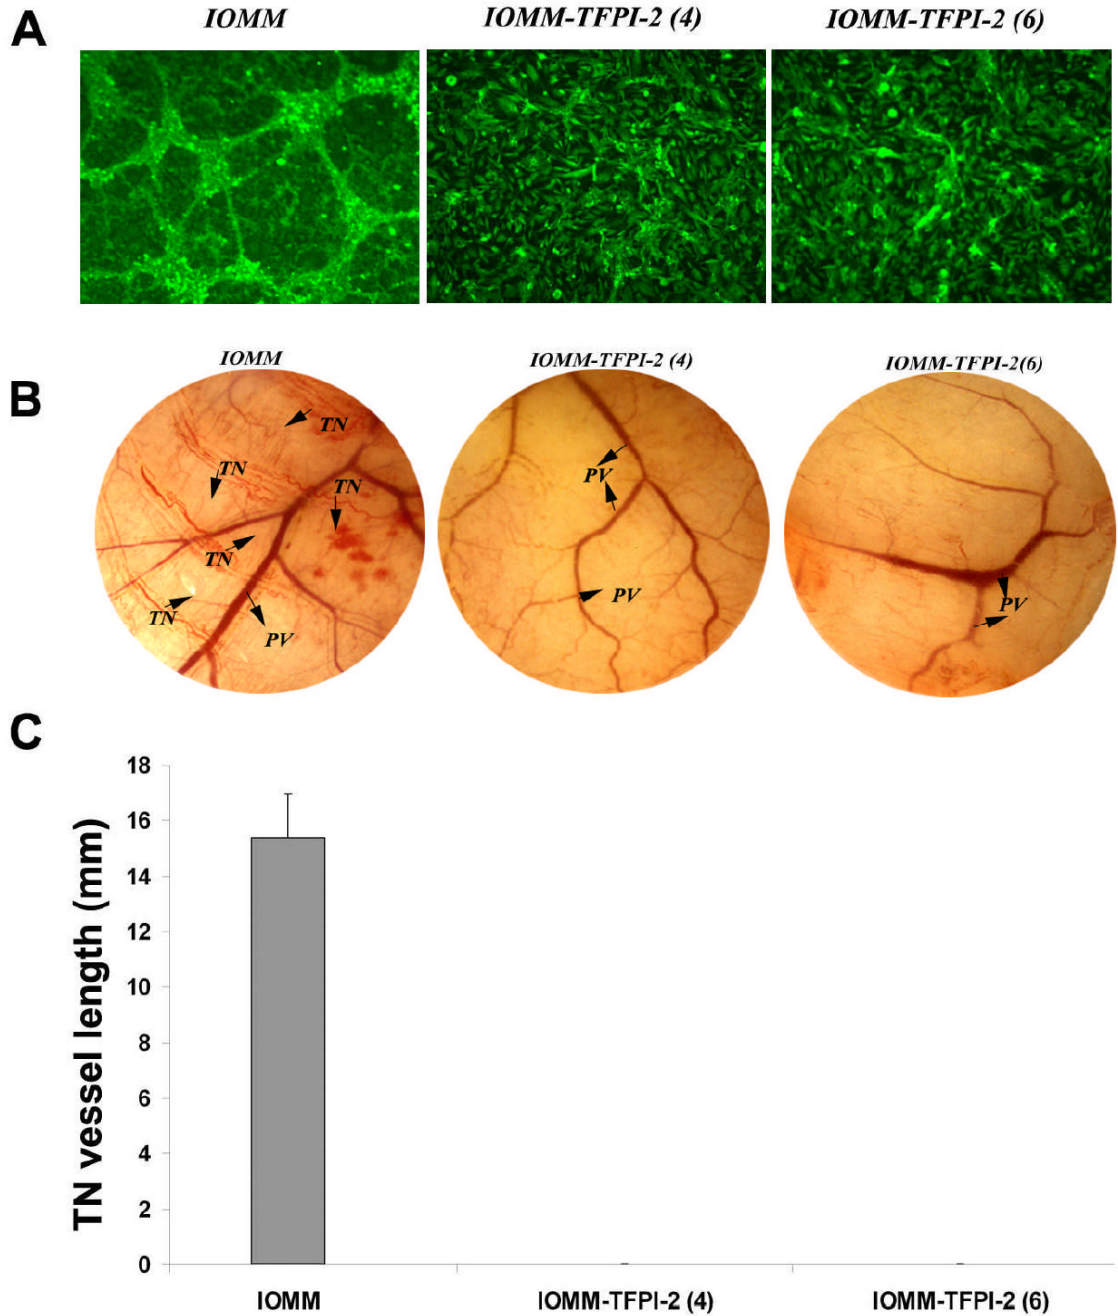 A
IOMM
IOMM-TFPI-2 (4)
IOMM-TFPI-2 (6)
B
IOMM
IOMM-TFPI-2 (4)
IOMM-TFPI-2(6)
TN
TN
TN
TN
TN
PV
PV
PV
PV
C
TN vessel length (mm)
18
16
14
12
10
8
6
4
2
0
IOMM
IOMM-TFPI-2 (4)
IOMM-TFPI-2 (6)